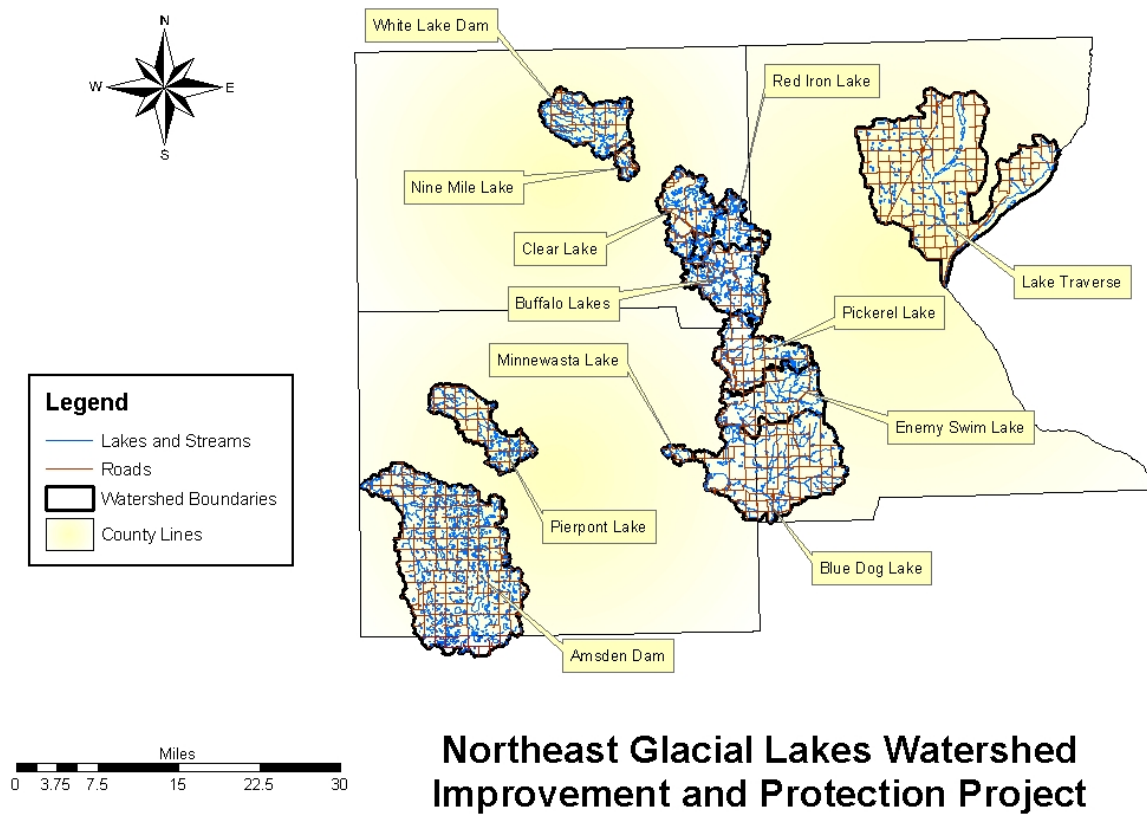 N
W
E
S
White Lake Dam
Red Iron Lake
Nine Mile Lake
Clear Lake
Lake Traverse
Buffalo Lakes
Pickerel Lake
Minnewasta Lake
Enemy Swim Lake
Pierpont Lake
Blue Dog Lake
Amsden Dam
Legend
Lakes and Streams
Roads
Watershed Boundaries
County Lines
Miles
0 3.75 7.5 15 22.5 30
Northeast Glacial Lakes Watershed
Improvement and Protection Project